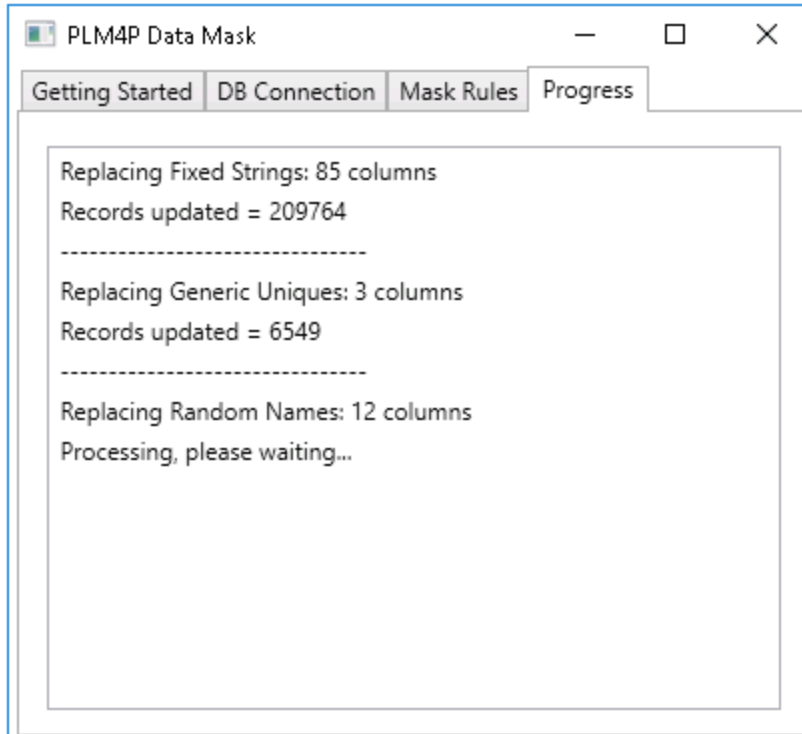 PLM4P Data Mask
Getting Started DB Connection Mask Rules Progress
Replacing Fixed Strings: 85 columns
Records updated = 209764
--------------------------------
Replacing Generic Uniques: 3 columns
Records updated = 6549
--------------------------------
Replacing Random Names: 12 columns
Processing, please waiting...